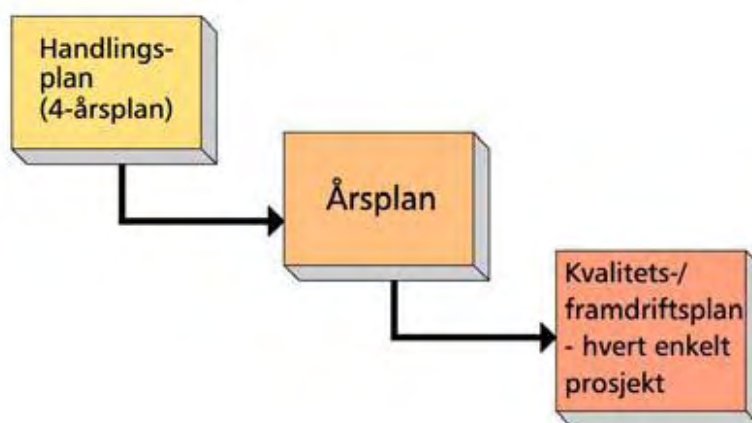 Handlings-
plan
(4-årsplan)
Årsplan
Kvalitets-/
framdriftsplan
- hvert enkelt
prosjekt